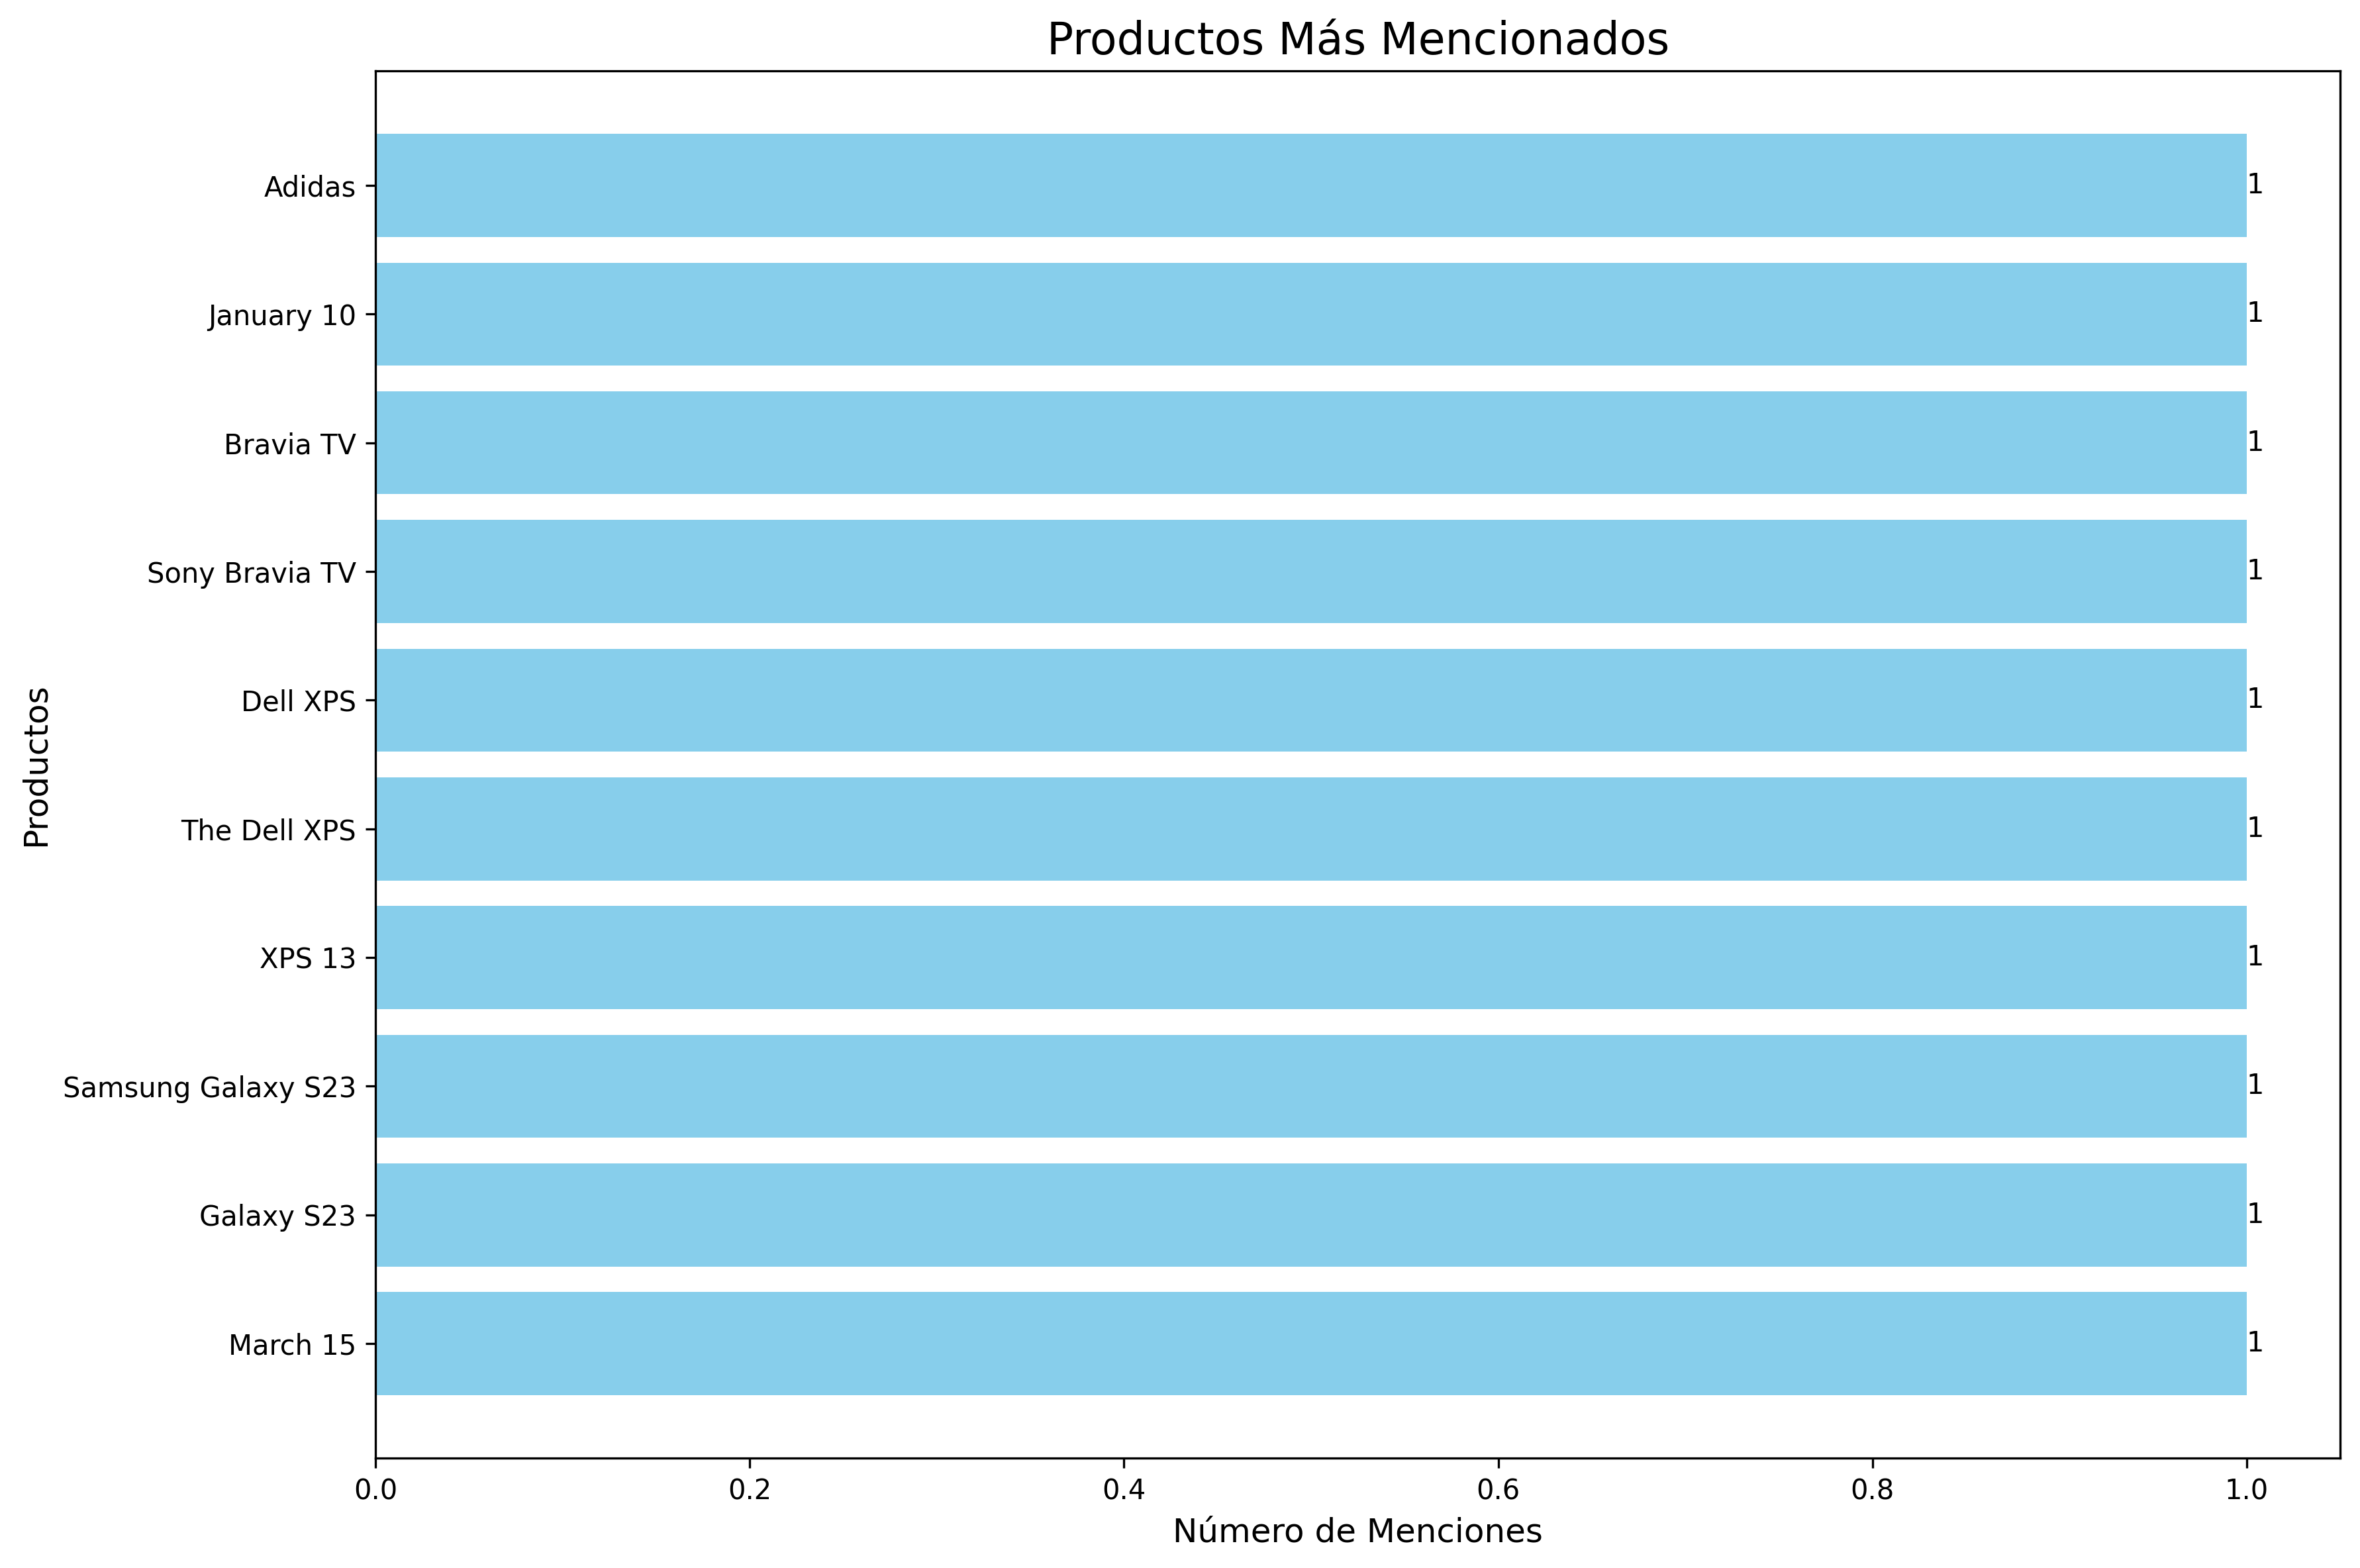 Productos Más Mencionados
Adidas 1
January 10 1
Bravia TV 1
Sony Bravia TV 1
Dell XPS 1
The Dell XPS 1
XPS 13 1
Samsung Galaxy S23 1
Galaxy S23 1
March 15 1
Productos
0.0 0.2 0.4 0.6 0.8 1.0
Número de Menciones